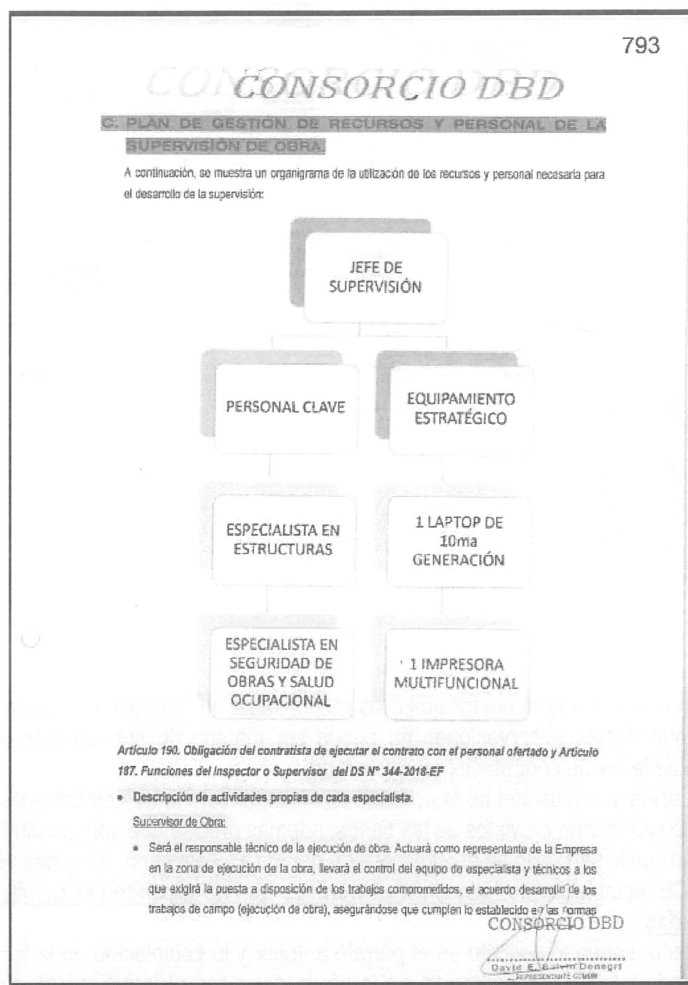 793
CONSORCIO DBD
C. PLAN DE GESTIÓN DE RECURSOS Y PERSONAL DE LA
SUPERVISIÓN DE OBRA.
A continuación, se muestra un organigrama de la utilización de los recursos y personal necesaria para
el desarrollo de la supervisión:
JEFE DE
SUPERVISIÓN
PERSONAL CLAVE
EQUIPAMIENTO
ESTRATÉGICO
ESPECIALISTA EN
ESTRUCTURAS
1 LAPTOP DE
10ma
GENERACIÓN
ESPECIALISTA EN
SEGURIDAD DE
OBRAS Y SALUD
OCUPACIONAL
1 IMPRESORA
MULTIFUNCIONAL
Artículo 190. Obligación del contratista de ejecutar el contrato con el personal ofertado y Artículo
187. Funciones del Inspector o Supervisor del DS N° 344-2018-EF
• Descripción de actividades propias de cada especialista.
Supervisor de Obra:
• Será el responsable técnico de la ejecución de obra. Actuará como representante de la Empresa
en la zona de ejecución de la obra, llevará el control del equipo de especialista y técnicos a los
que exigirá la puesta a disposición de los trabajos comprometidos, el acuerdo desarrollo de los
trabajos de campo (ejecución de obra), asegurándose que cumplen lo establecido en las normas
CONSORCIO DBD
David E. Denegri
REPRESENTANTE COMÚN